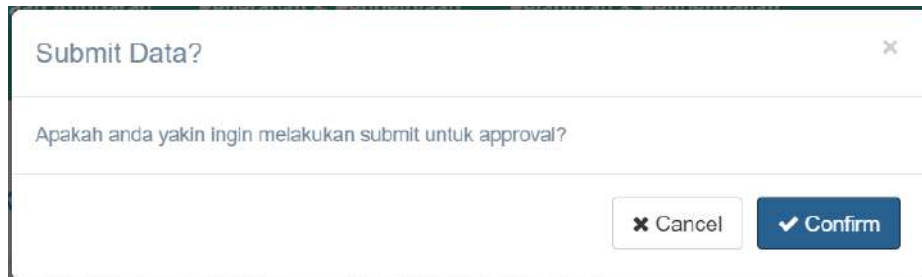 Submit Data?
×
Apakah anda yakin ingin melakukan submit untuk approval?
✖ Cancel
✔ Confirm